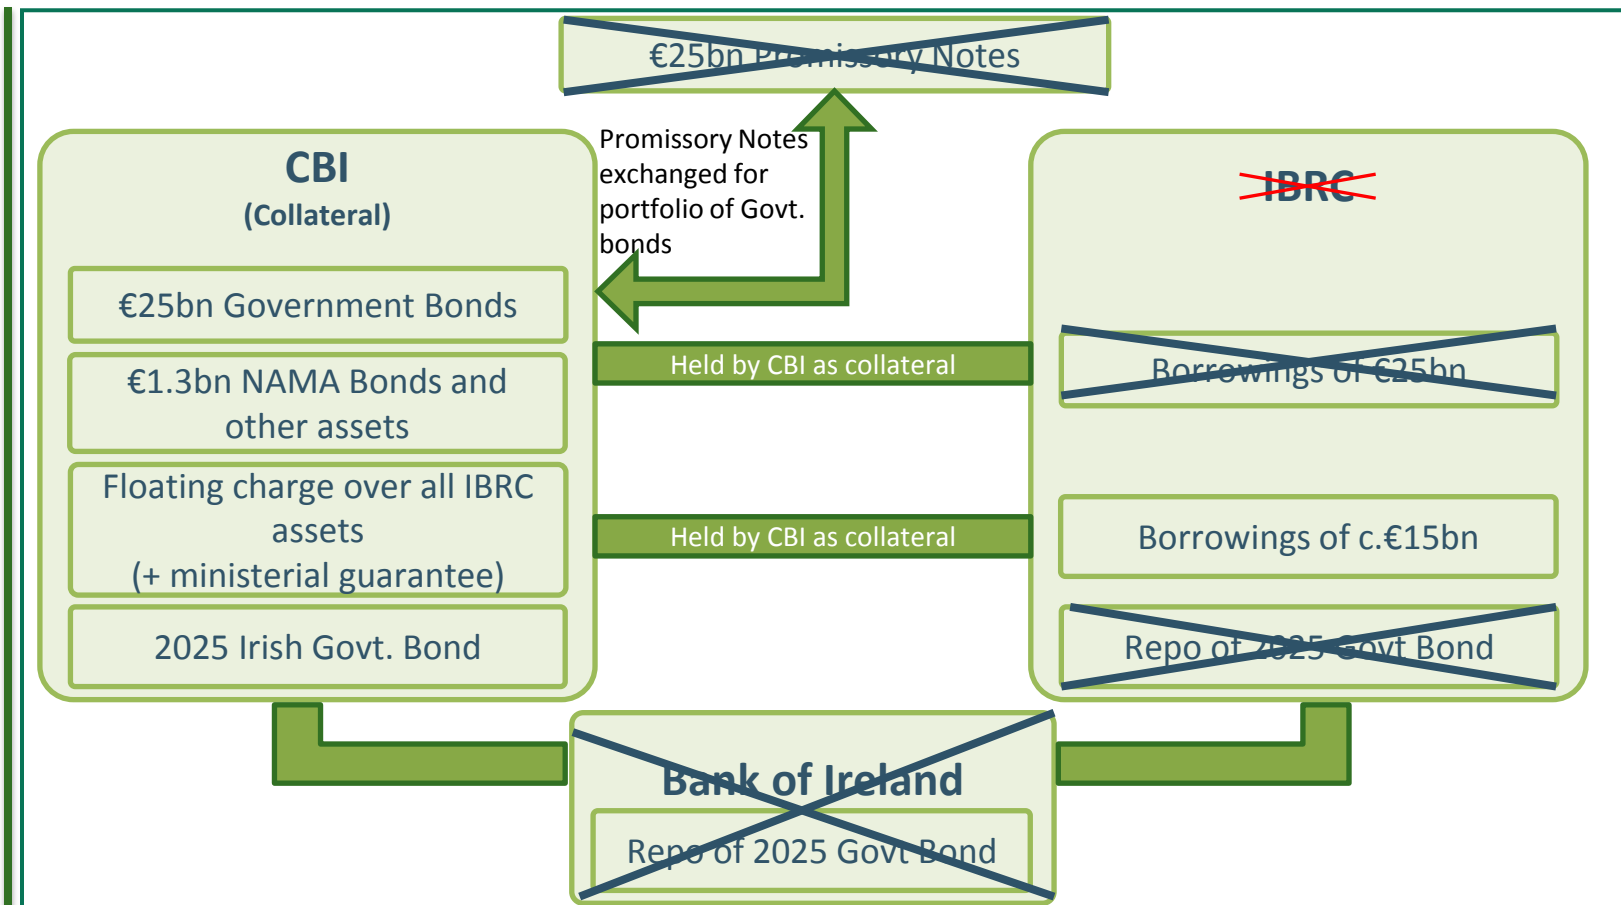 €25bn Promissory Notes
Promissory Notes
exchanged for
portfolio of Govt.
bonds
CBI
(Collateral)
€25bn Government Bonds
€1.3bn NAMA Bonds and
other assets
Floating charge over all IBRC
assets
(+ ministerial guarantee)
2025 Irish Govt. Bond
Held by CBI as collateral
Held by CBI as collateral
IBRC
Borrowings of €25bn
Borrowings of c.€15bn
Repo of 2025 Govt Bond
Bank of Ireland
Repo of 2025 Govt Bond